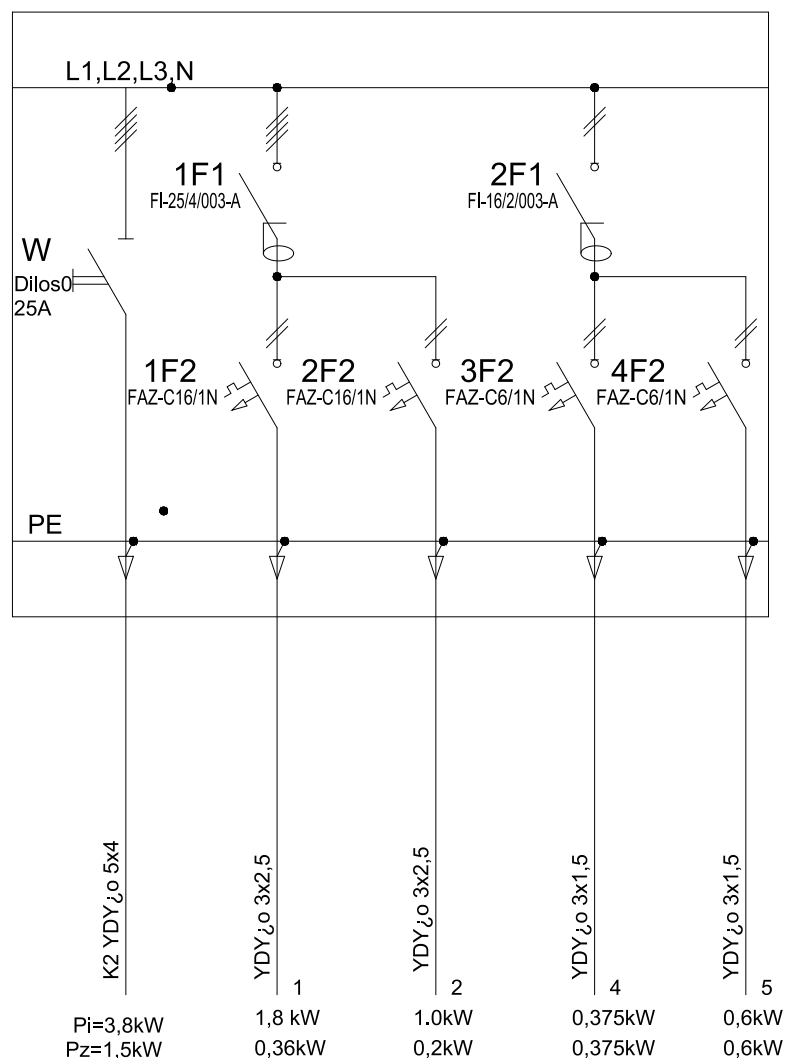 L1,L2,L3,N
1F1
FI-25/4/003-A
2F1
FI-16/2/003-A
W
Dilos0
25A
1F2
FAZ-C16/1N
2F2
FAZ-C16/1N
3F2
FAZ-C6/1N
4F2
FAZ-C6/1N
PE
K2 YDY¿o 5x4
YDY¿o 3x2,5
YDY¿o 3x2,5
YDY¿o 3x1,5
YDY¿o 3x1,5
1 2 4 5
Pi=3,8kW 1,8 kW 1.0kW 0,375kW 0,6kW
Pz=1,5kW 0,36kW 0,2kW 0,375kW 0,6kW